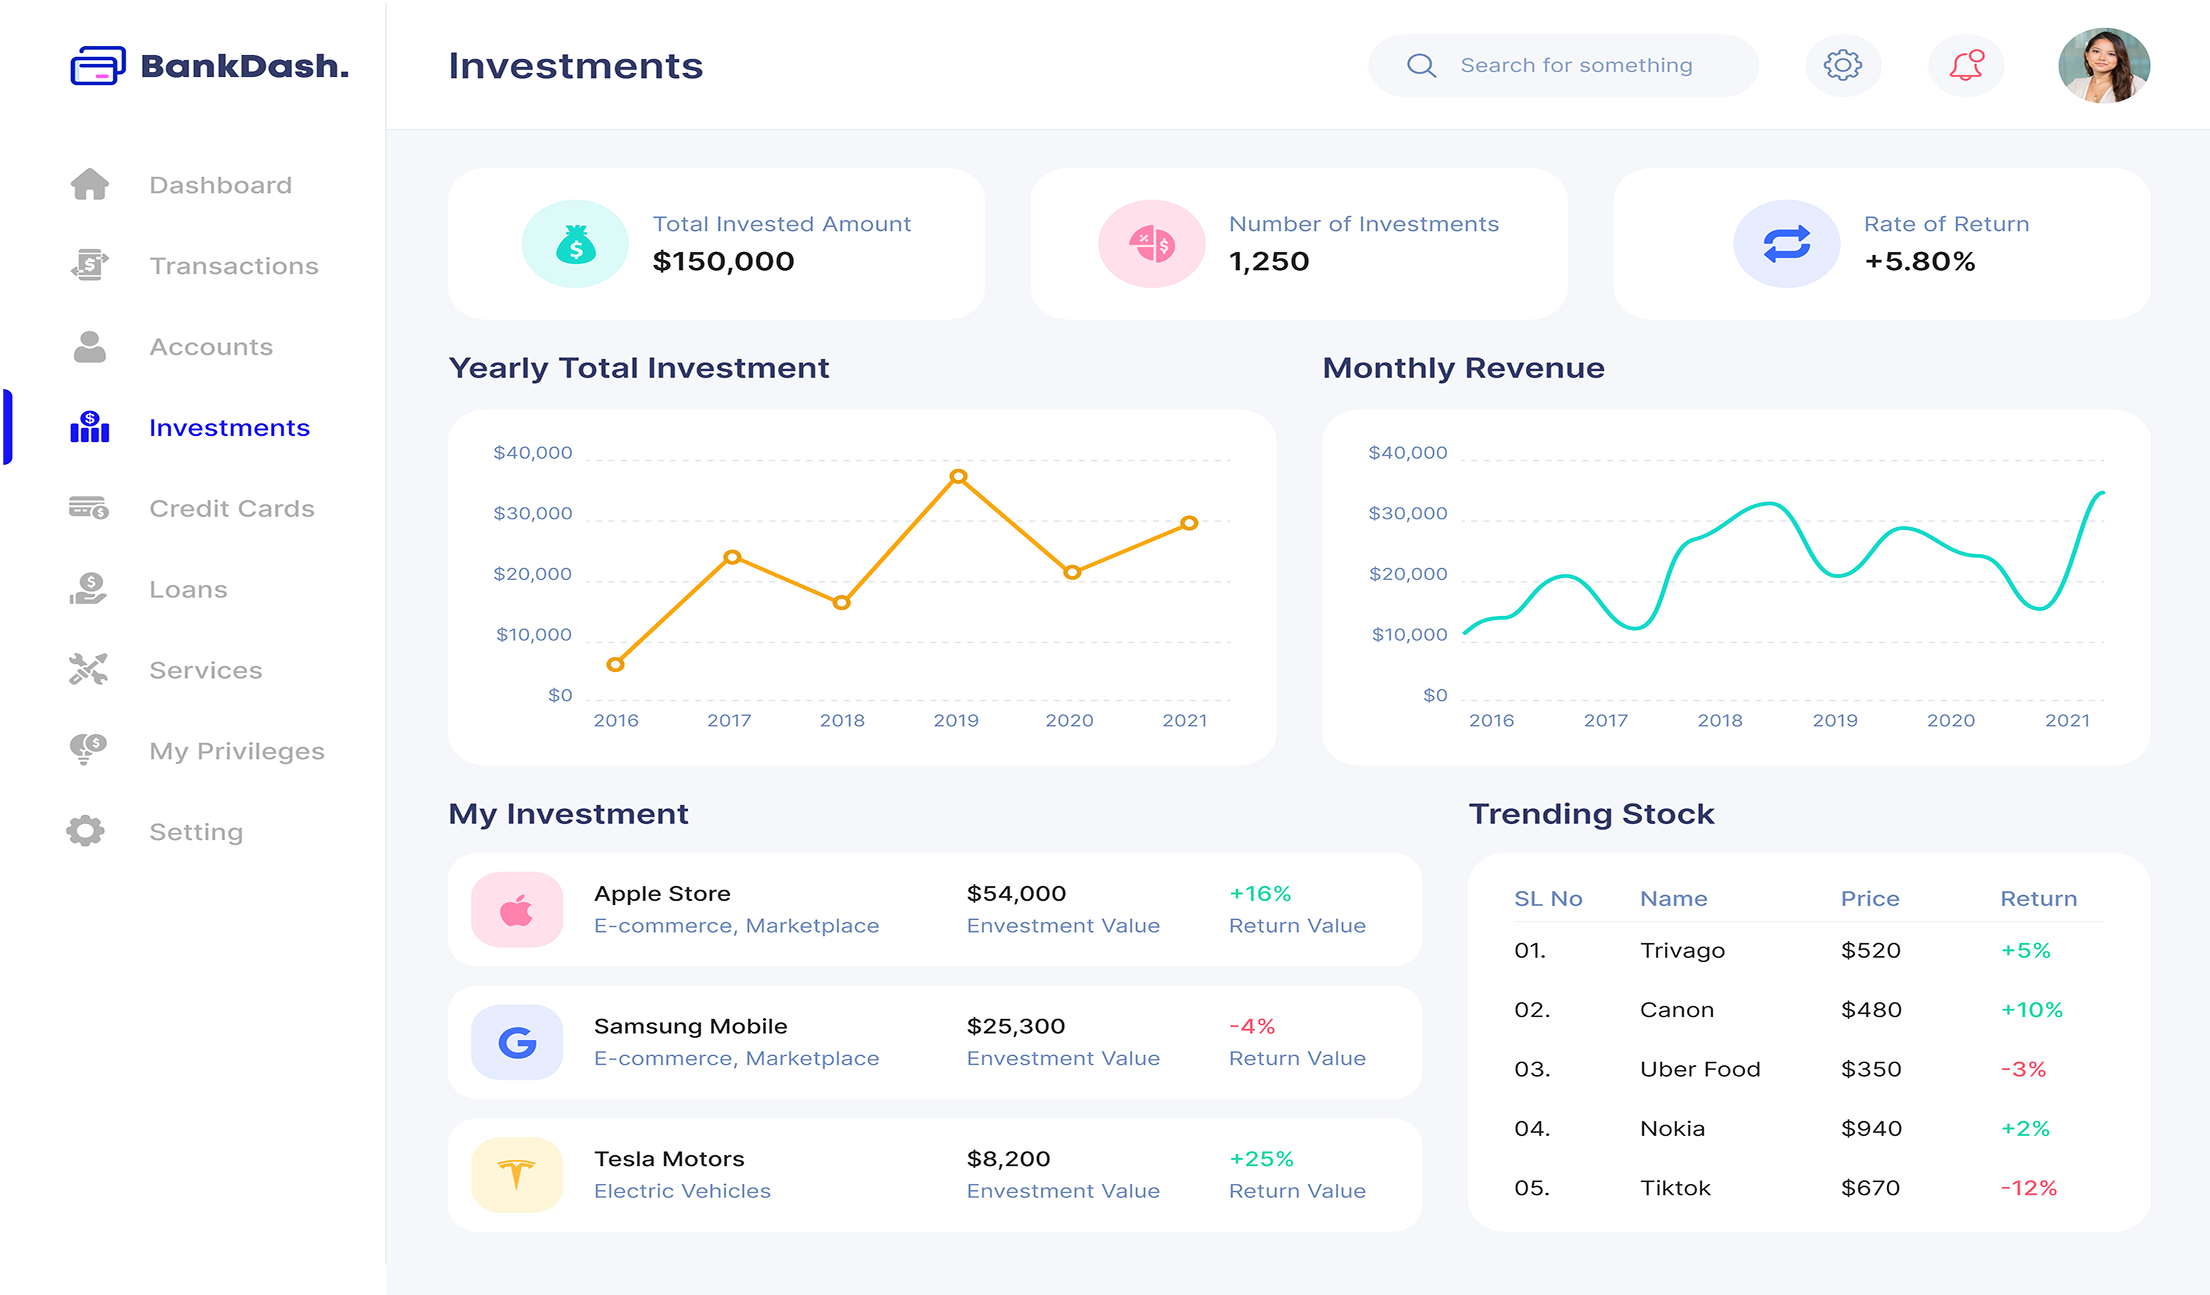 BankDash.
Investments
Search for something
Dashboard
Transactions
Accounts
Investments
Credit Cards
Loans
Services
My Privileges
Setting
Total Invested Amount
$150,000
Number of Investments
1,250
Rate of Return
+5.80%
Yearly Total Investment
$40,000
$30,000
$20,000
$10,000
$0
2016 2017 2018 2019 2020 2021
Monthly Revenue
$40,000
$30,000
$20,000
$10,000
$0
2016 2017 2018 2019 2020 2021
My Investment
Apple Store $54,000 +16%
E-commerce, Marketplace Envestment Value Return Value
Samsung Mobile $25,300 -4%
E-commerce, Marketplace Envestment Value Return Value
Tesla Motors $8,200 +25%
Electric Vehicles Envestment Value Return Value
Trending Stock
SL No Name Price Return
01. Trivago $520 +5%
02. Canon $480 +10%
03. Uber Food $350 -3%
04. Nokia $940 +2%
05. Tiktok $670 -12%